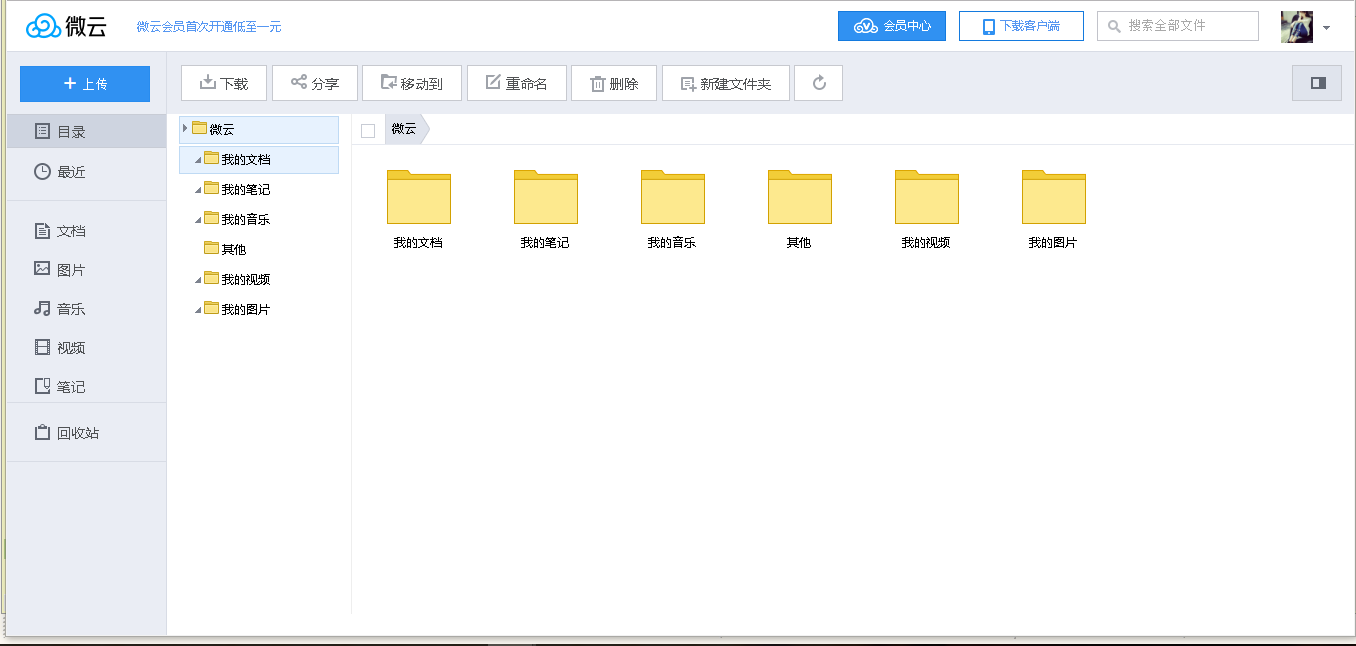 微云 微云会员首次开通低至一元 会员中心 下载客户端 搜索全部文件
上传 下载 分享 移动到 重命名 删除 新建文件夹
目录
最近
文档
图片
音乐
视频
笔记
回收站
微云
我的文档
我的笔记
我的音乐
其他
我的视频
我的图片
微云
我的文档 我的笔记 我的音乐 其他 我的视频 我的图片